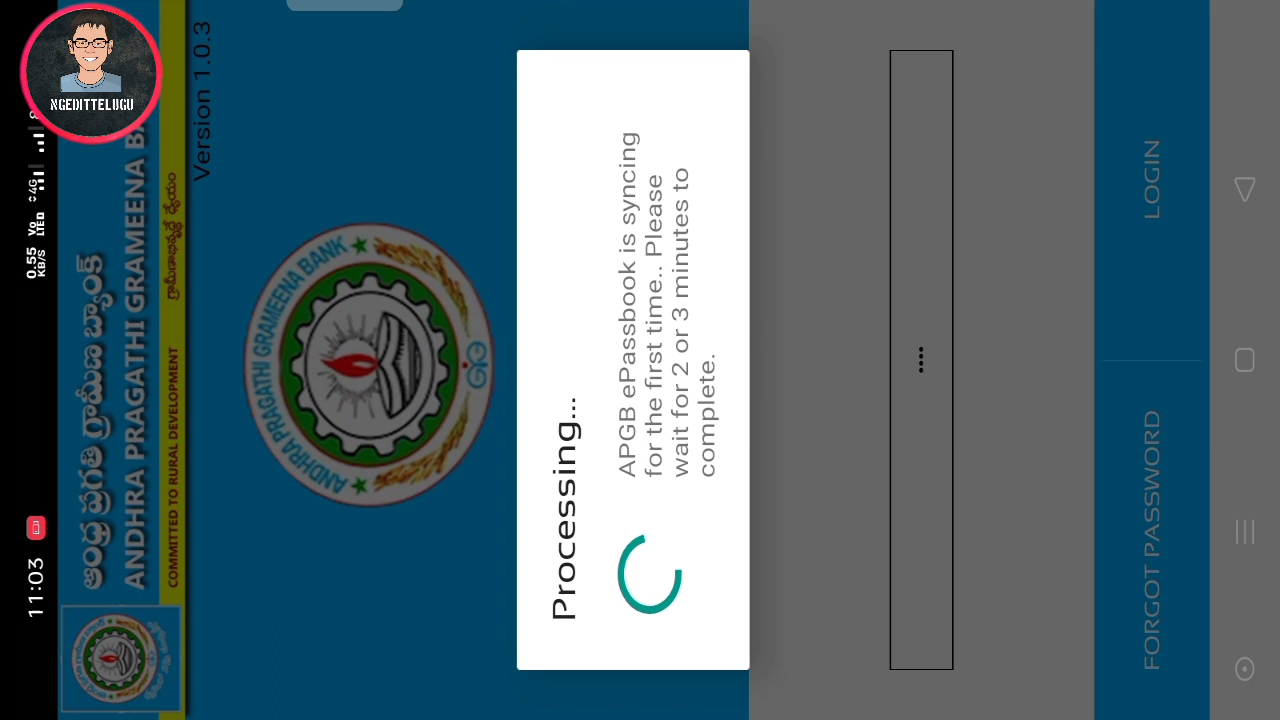 NGEDITTELUGU
11:03
0.55 KB/S
Vo LTED
4G
ఆంధ్ర ప్రగతి గ్రామీణ బ్యాంక్
ANDHRA PRAGATHI GRAMEENA
COMMITTED TO RURAL DEVELOPMENT
Version 1.0.3
ANDHRA PRAGATHI GRAMEENA BANK
Processing...
APGB ePassbook is syncing
for the first time.. Please
wait for 2 or 3 minutes to
complete.
FORGOT PASSWORD
LOGIN